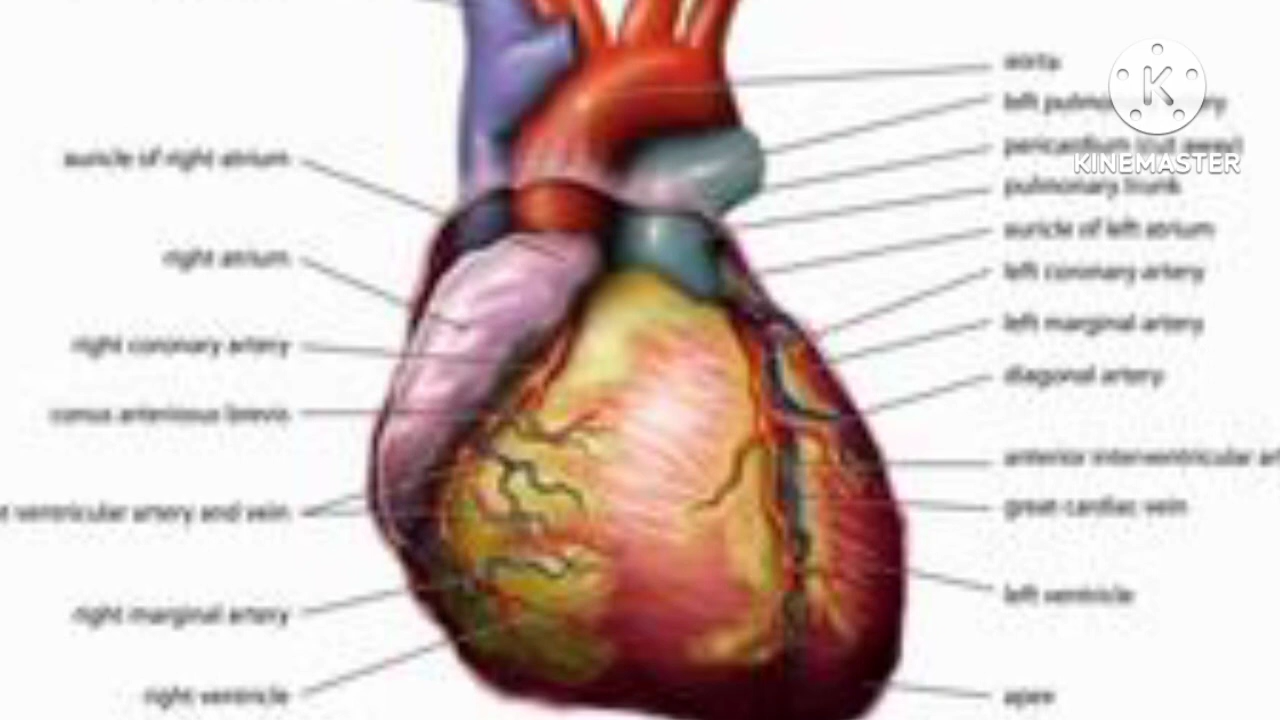 auricle of right atrium
right atrium
right coronary artery
conus arteriosus brevis
ventricular artery and vein
right marginal artery
right ventricle
aorta
left
pericardium (cut away)
pulmonary trunk
auricle of left atrium
left coronary artery
left marginal artery
diagonal artery
anterior interventricular
great cardiac vein
left ventricle
apex
K
KINEMASTER